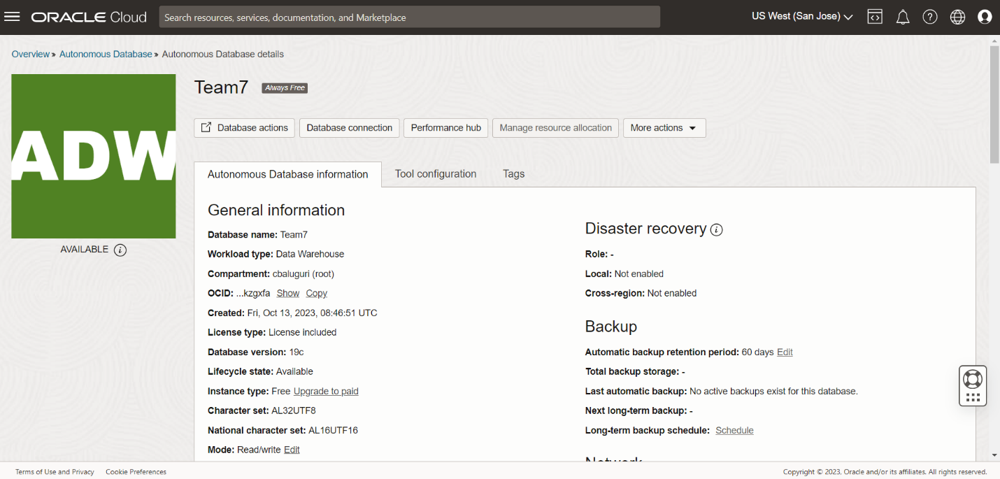 ORACLE Cloud
Search resources, services, documentation, and Marketplace
US West (San Jose)
Overview » Autonomous Database » Autonomous Database details
ADW
AVAILABLE
Team7 Always Free
Database actions
Database connection
Performance hub
Manage resource allocation
More actions
Autonomous Database information
Tool configuration
Tags
General information
Database name: Team7
Workload type: Data Warehouse
Compartment: cbaluguri (root)
OCID: ...kzgxfa Show Copy
Created: Fri, Oct 13, 2023, 08:46:51 UTC
License type: License included
Database version: 19c
Lifecycle state: Available
Instance type: Free Upgrade to paid
Character set: AL32UTF8
National character set: AL16UTF16
Mode: Read/write Edit
Disaster recovery
Role: -
Local: Not enabled
Cross-region: Not enabled
Backup
Automatic backup retention period: 60 days Edit
Total backup storage: -
Last automatic backup: No active backups exist for this database.
Next long-term backup: -
Long-term backup schedule: Schedule
Network
Terms of Use and Privacy
Cookie Preferences
Copyright © 2023, Oracle and/or its affiliates. All rights reserved.